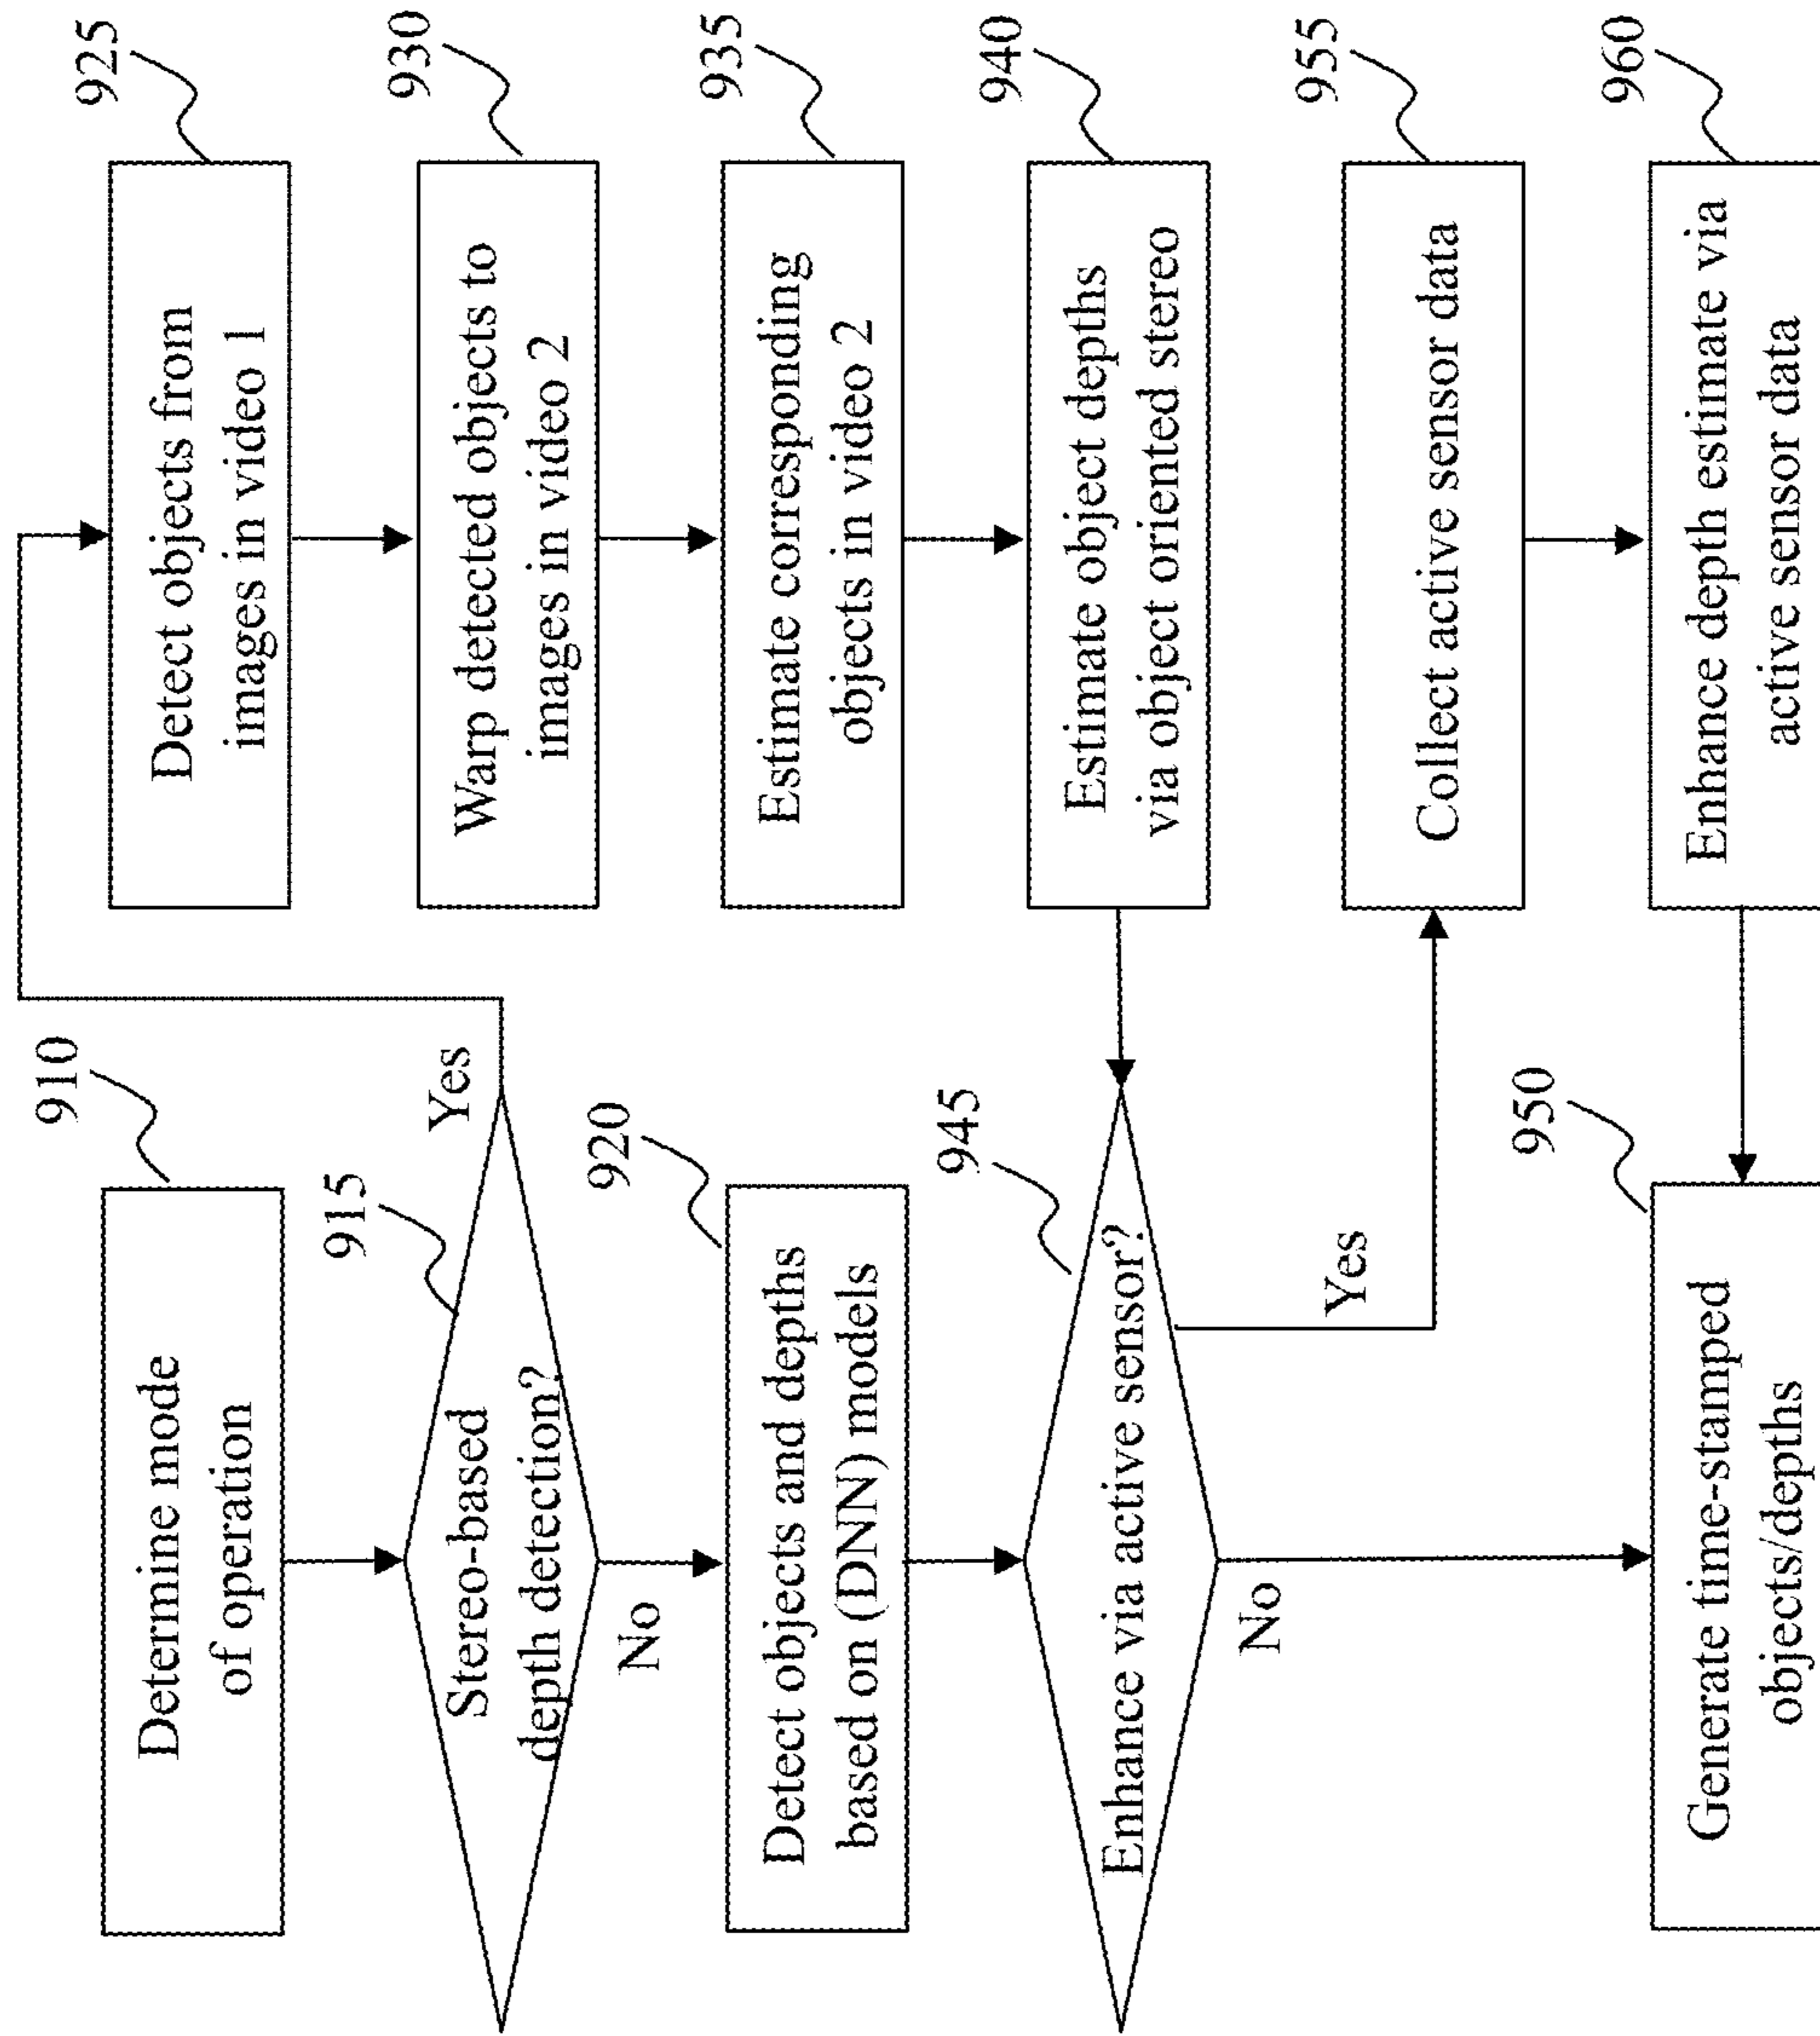 910
Determine mode
of operation
915
Stereo-based
depth detection?
Yes
No
920
Detect objects and depths
based on (DNN) models
925
Detect objects from
images in video 1
930
Warp detected objects to
images in video 2
935
Estimate corresponding
objects in video 2
940
Estimate object depths
via object oriented stereo
945
Enhance via active sensor?
Yes
No
955
Collect active sensor data
960
Enhance depth estimate via
active sensor data
950
Generate time-stamped
objects/depths